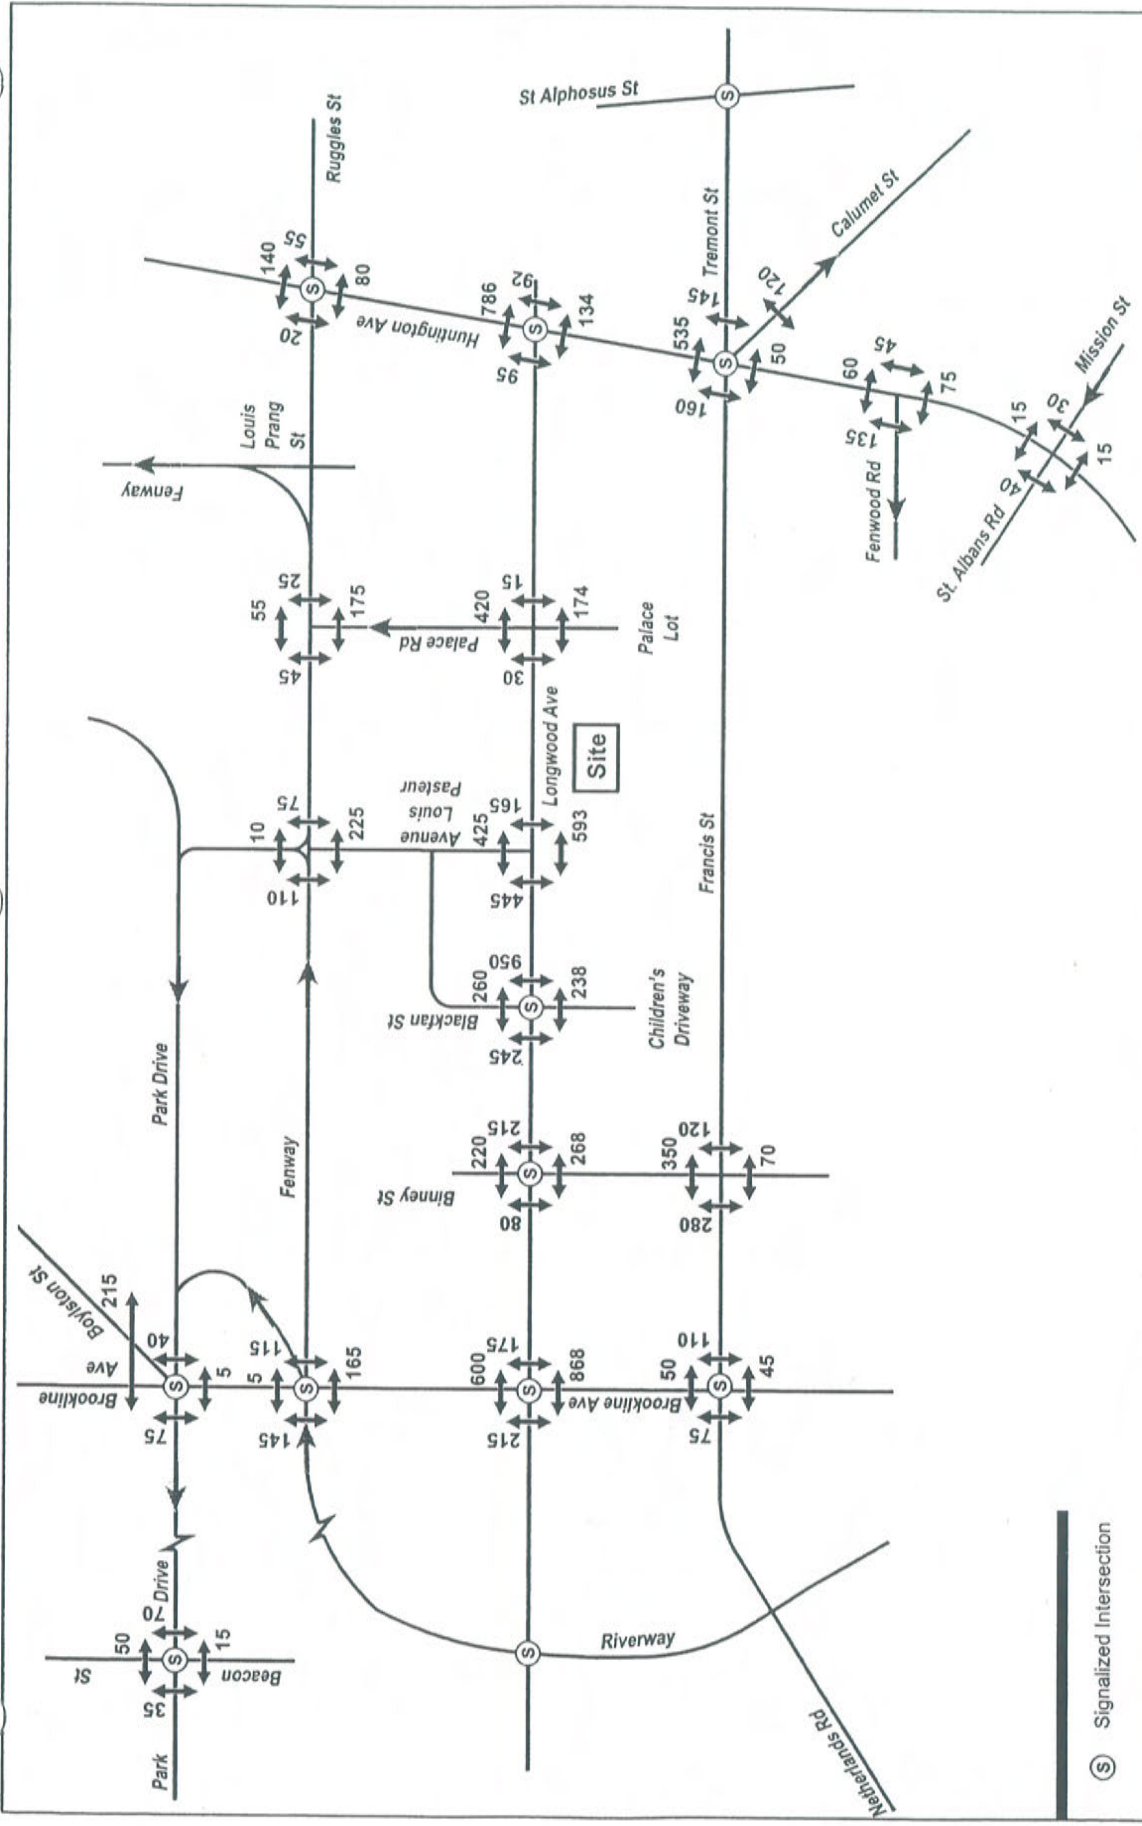 St Alphosus St
Ruggles St
140
55
20
80
Huntington Ave
786
92
95
134
Tremont St
535
145
160
50
120
Calumet St
Mission St
60
45
135
75
Fenwood Rd
15
30
40
15
St. Albans Rd
Louis
Prang
St
Fenway
55
25
45
175
Palace Rd
420
15
30
174
Palace
Lot
Longwood Ave
Site
10
75
110
225
Avenue
Louis
Pasteur
425
165
445
593
Francis St
Blackfan St
260
950
245
238
Children's
Driveway
Park Drive
Fenway
Binney St
220
215
80
268
350
120
280
70
Boylston St
215
Brookline
Ave
40
75
5
5
115
145
165
600
175
215
868
Brookline Ave
50
110
75
45
Park
Drive
50
70
35
15
Beacon
St
Riverway
Netherlands Rd
S Signalized Intersection
S
S
S
S
S
S
S
S
S
S
S
S
S